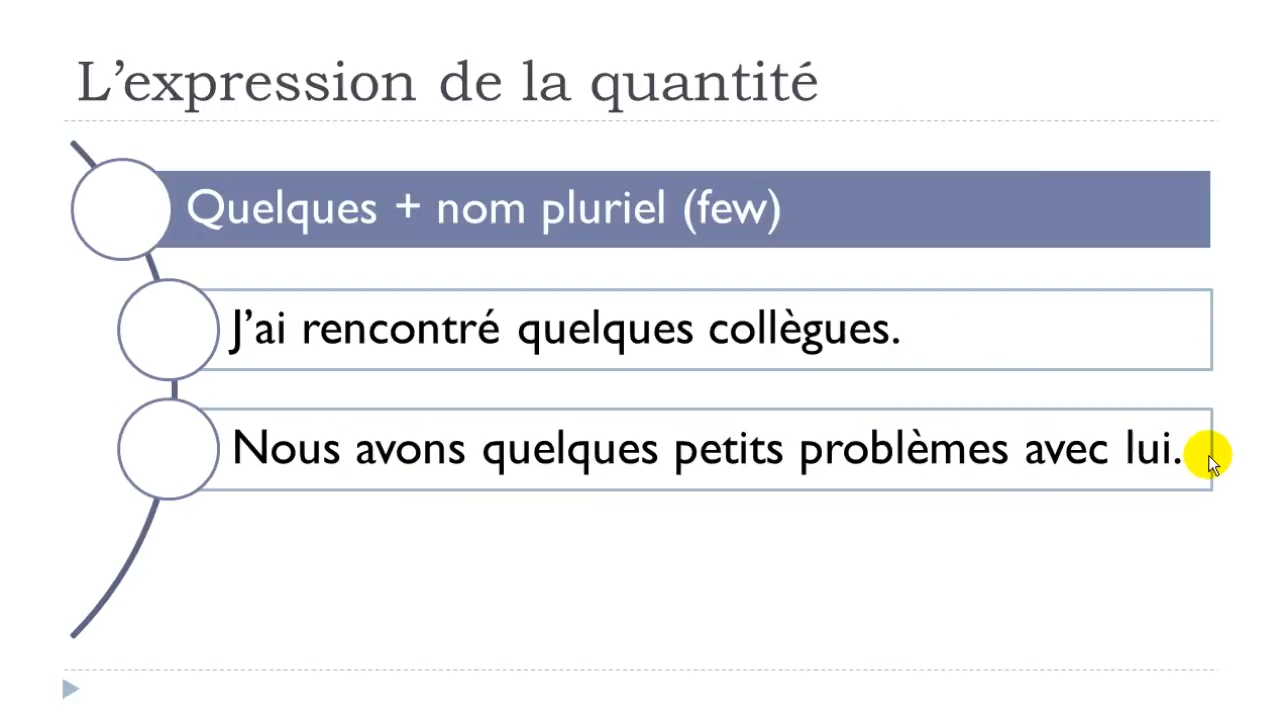 L’expression de la quantité
Quelques + nom pluriel (few)
J’ai rencontré quelques collègues.
Nous avons quelques petits problèmes avec lui.